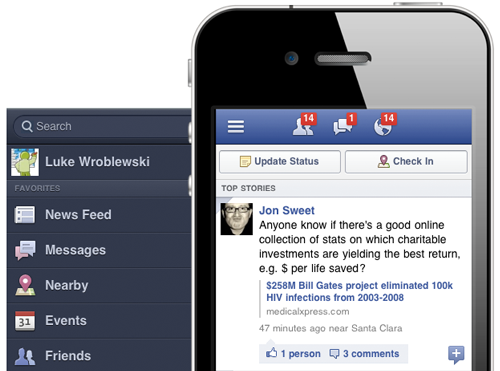 Search
Luke Wroblewski
FAVORITES
News Feed
Messages
Nearby
31
Events
Friends
14
1
14
Update Status
Check In
TOP STORIES
Jon Sweet
Anyone know if there's a good online
collection of stats on which charitable
investments are yielding the best return,
e.g. $ per life saved?
$258M Bill Gates project eliminated 100k
HIV infections from 2003-2008
medicalxpress.com
47 minutes ago near Santa Clara
1 person
3 comments